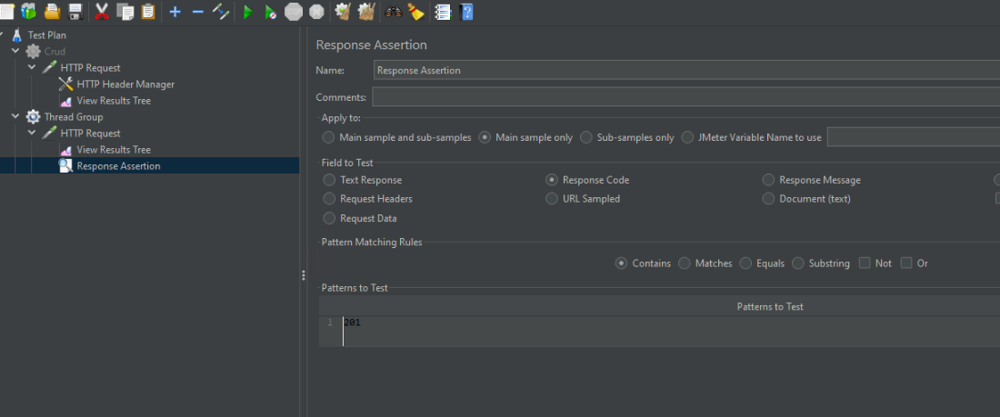 Test Plan
Crud
HTTP Request
HTTP Header Manager
View Results Tree
Thread Group
HTTP Request
View Results Tree
Response Assertion
Response Assertion
Name: Response Assertion
Comments:
Apply to:
Main sample and sub-samples Main sample only Sub-samples only JMeter Variable Name to use
Field to Test
Text Response Response Code Response Message
Request Headers URL Sampled Document (text)
Request Data
Pattern Matching Rules
Contains Matches Equals Substring Not Or
Patterns to Test
Patterns to Test
1 201